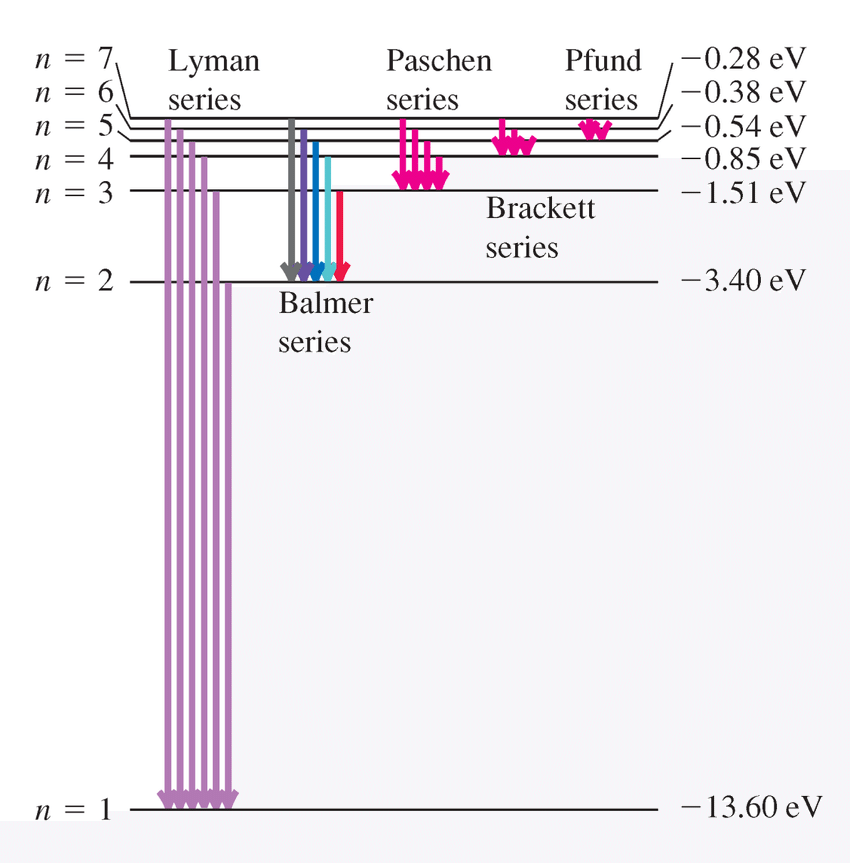 n = 7
Lyman series
Paschen series
Pfund series
−0.28 eV
n = 6
−0.38 eV
n = 5
−0.54 eV
n = 4
−0.85 eV
n = 3
−1.51 eV
Brackett series
n = 2
−3.40 eV
Balmer series
n = 1
−13.60 eV